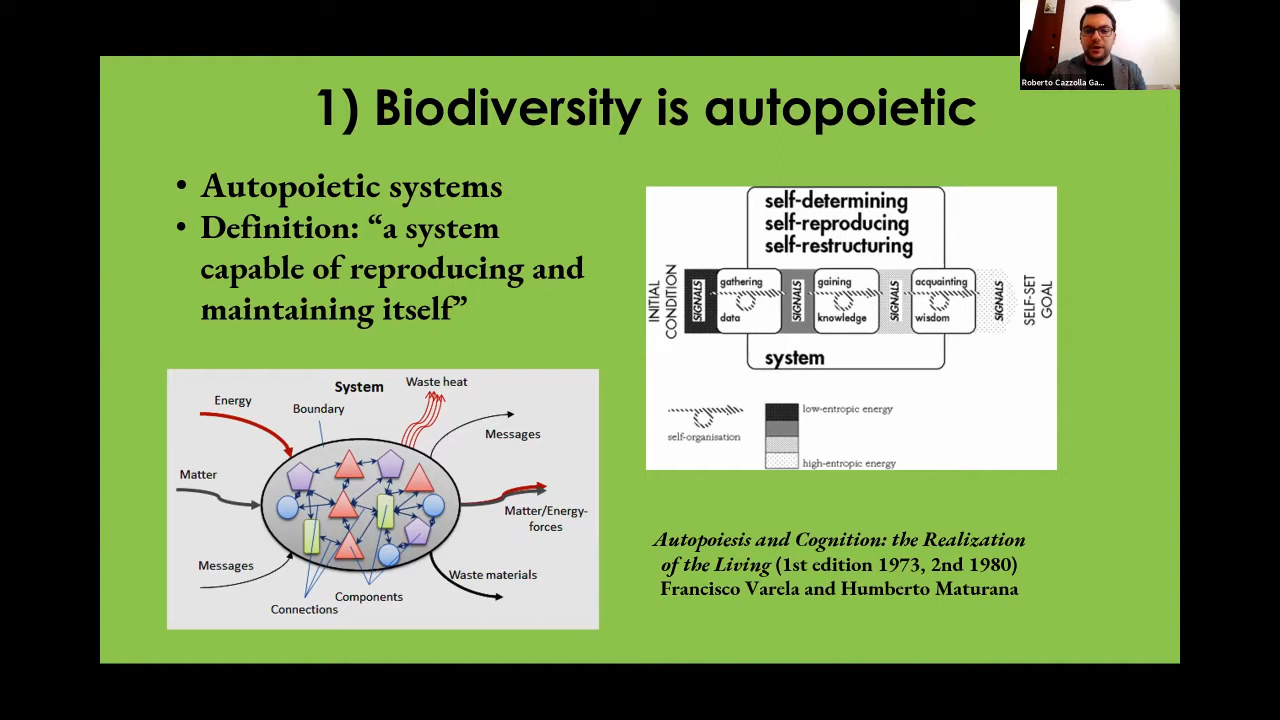 Roberto Cazzolla Ga...
1) Biodiversity is autopoietic
• Autopoietic systems
• Definition: “a system
capable of reproducing and
maintaining itself”
self-determining
self-reproducing
self-restructuring
INITIAL
CONDITION
SIGNALS
gathering
data
SIGNALS
gaining
knowledge
SIGNALS
acquainting
wisdom
SIGNALS
SELF-SET
GOAL
system
self-organisation
low-entropic energy
high-entropic energy
System
Waste heat
Energy
Boundary
Messages
Matter
Matter/Energy-
forces
Messages
Waste materials
Components
Connections
Autopoiesis and Cognition: the Realization
of the Living (1st edition 1973, 2nd 1980)
Francisco Varela and Humberto Maturana